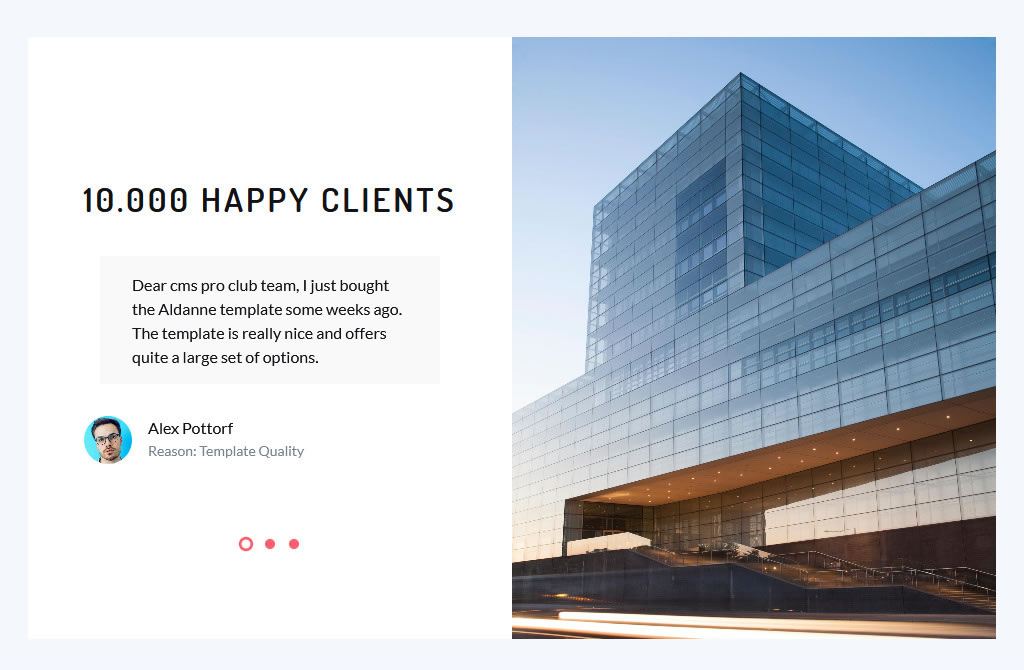 10.000 HAPPY CLIENTS
Dear cms pro club team, I just bought
the Aldanne template some weeks ago.
The template is really nice and offers
quite a large set of options.
Alex Pottorf
Reason: Template Quality